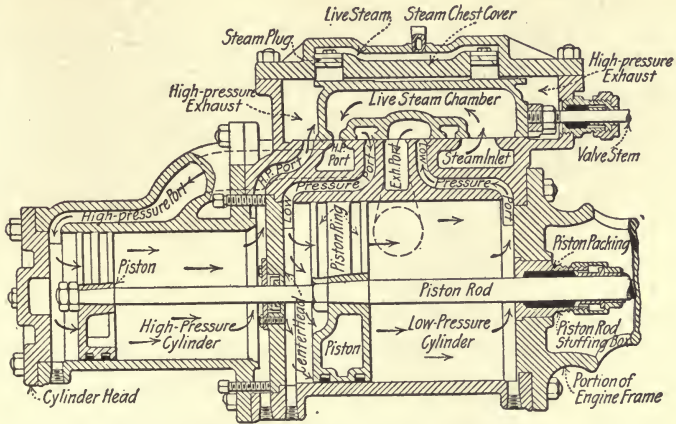 Live Steam
Steam Chest Cover
Steam Plug
High-pressure
Exhaust
High-pressure
Exhaust
Live Steam Chamber
Valve Stem
H.P. Port
H.P.
Port
Port
Exh. Port
Low
Steam Inlet
Pressure
Pressure
High-pressure Port
Low
Port
Piston Ring
Piston Packing
Piston
Piston Rod
High-Pressure
Cylinder
Center Head
Low-Pressure
Cylinder
Piston
Piston Rod
Stuffing Box
Cylinder Head
Portion of
Engine Frame